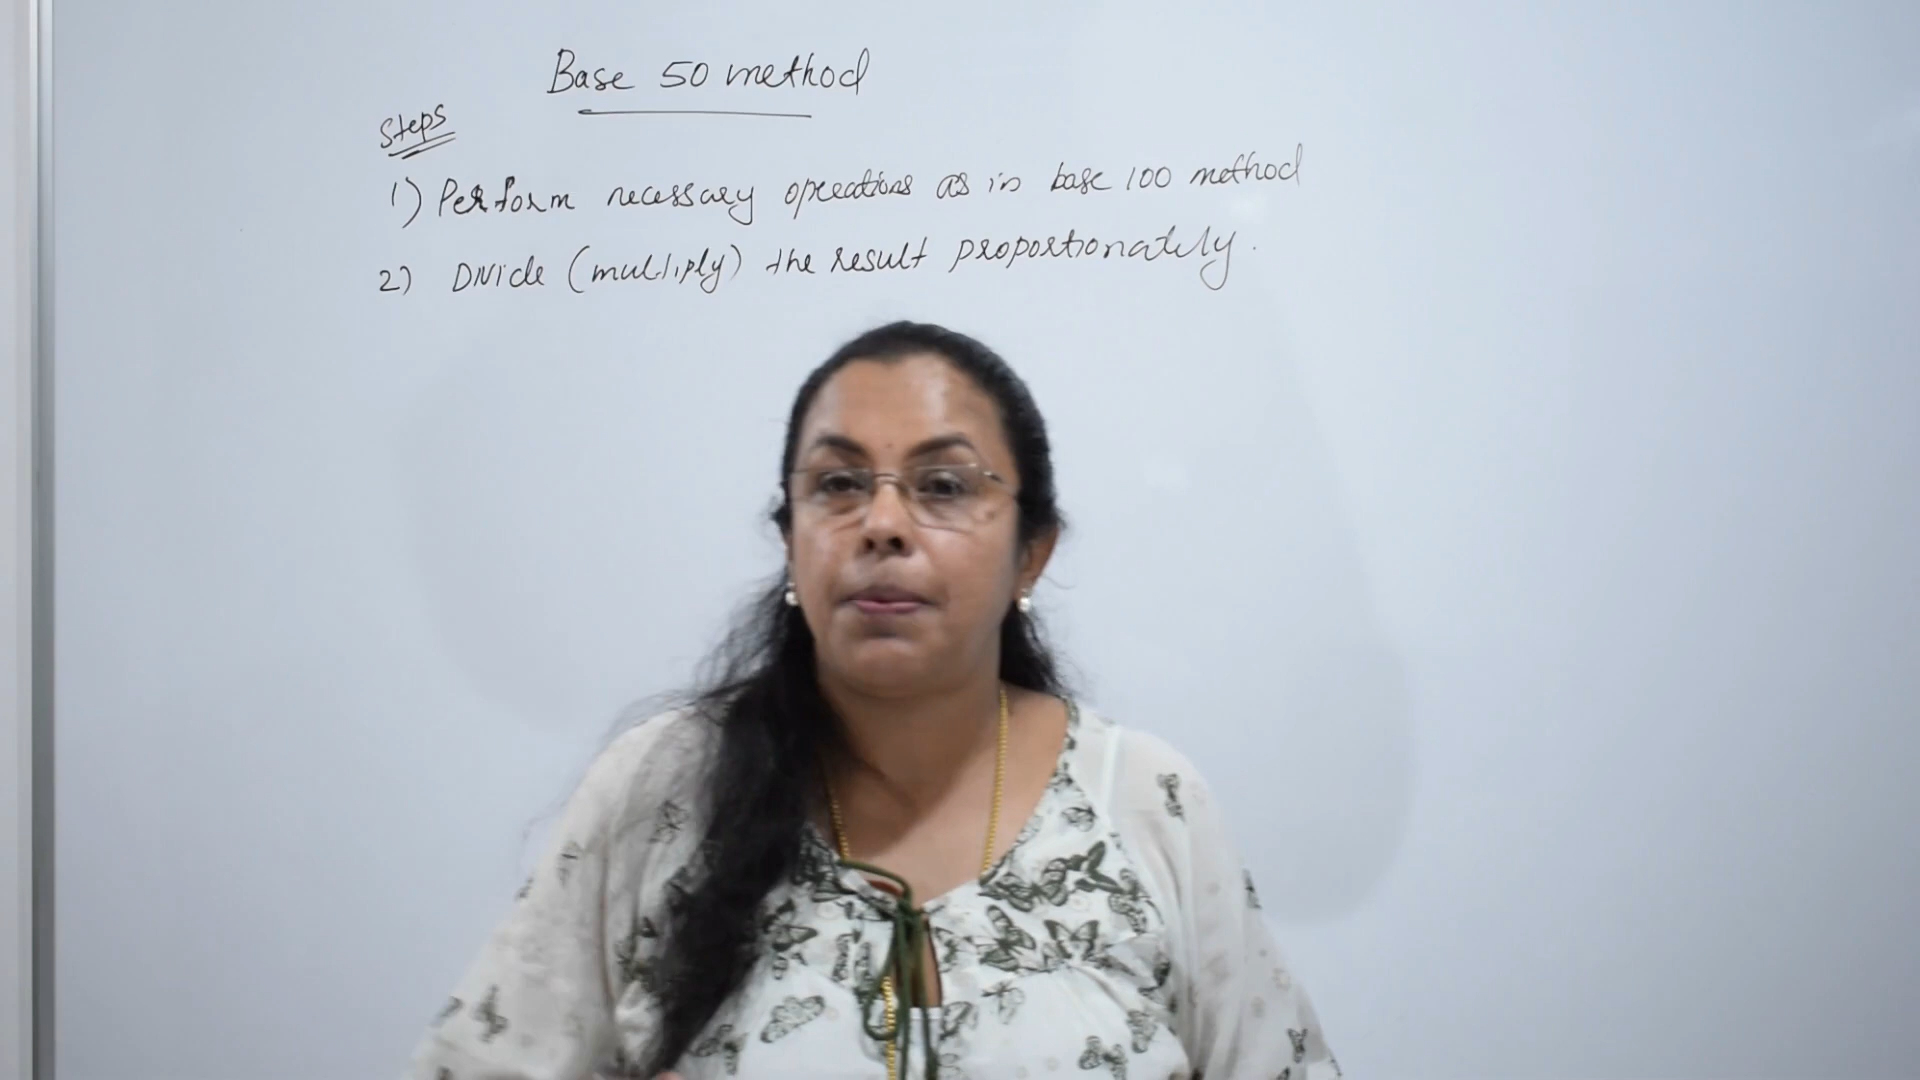 Base 50 method
Steps
1) Perform necessary operations as in base 100 method
2) Divide (multiply) the result proportionately.